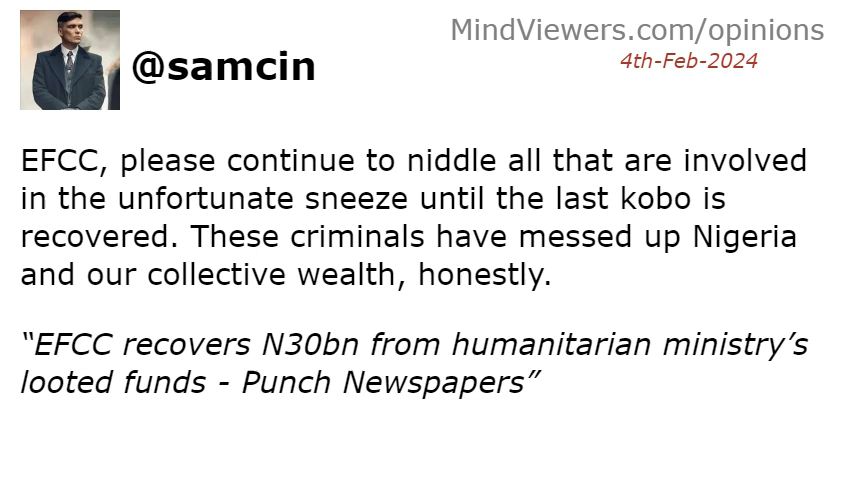 MindViewers.com/opinions
4th-Feb-2024
@samcin
EFCC, please continue to niddle all that are involved
in the unfortunate sneeze until the last kobo is
recovered. These criminals have messed up Nigeria
and our collective wealth, honestly.
“EFCC recovers N30bn from humanitarian ministry’s
looted funds - Punch Newspapers”